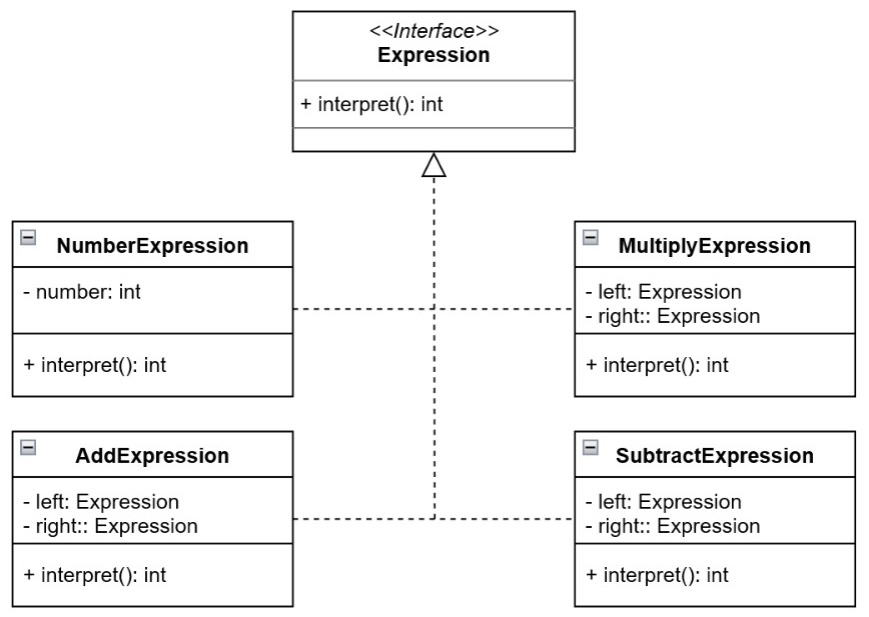 <<Interface>>
Expression
+ interpret(): int
NumberExpression
- number: int
+ interpret(): int
MultiplyExpression
- left: Expression
- right:: Expression
+ interpret(): int
AddExpression
- left: Expression
- right:: Expression
+ interpret(): int
SubtractExpression
- left: Expression
- right:: Expression
+ interpret(): int